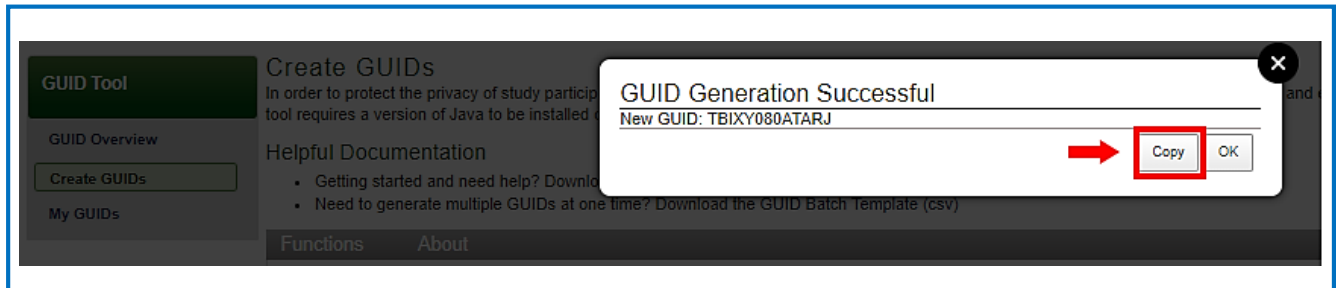 GUID Tool
GUID Overview
Create GUIDs
My GUIDs
Create GUIDs
In order to protect the privacy of study particip
and
tool requires a version of Java to be installed
Helpful Documentation
Getting started and need help? Downlo
Need to generate multiple GUIDs at one time? Download the GUID Batch Template (csv)
Functions About
GUID Generation Successful
New GUID: TBIXY080ATARJ
Copy OK